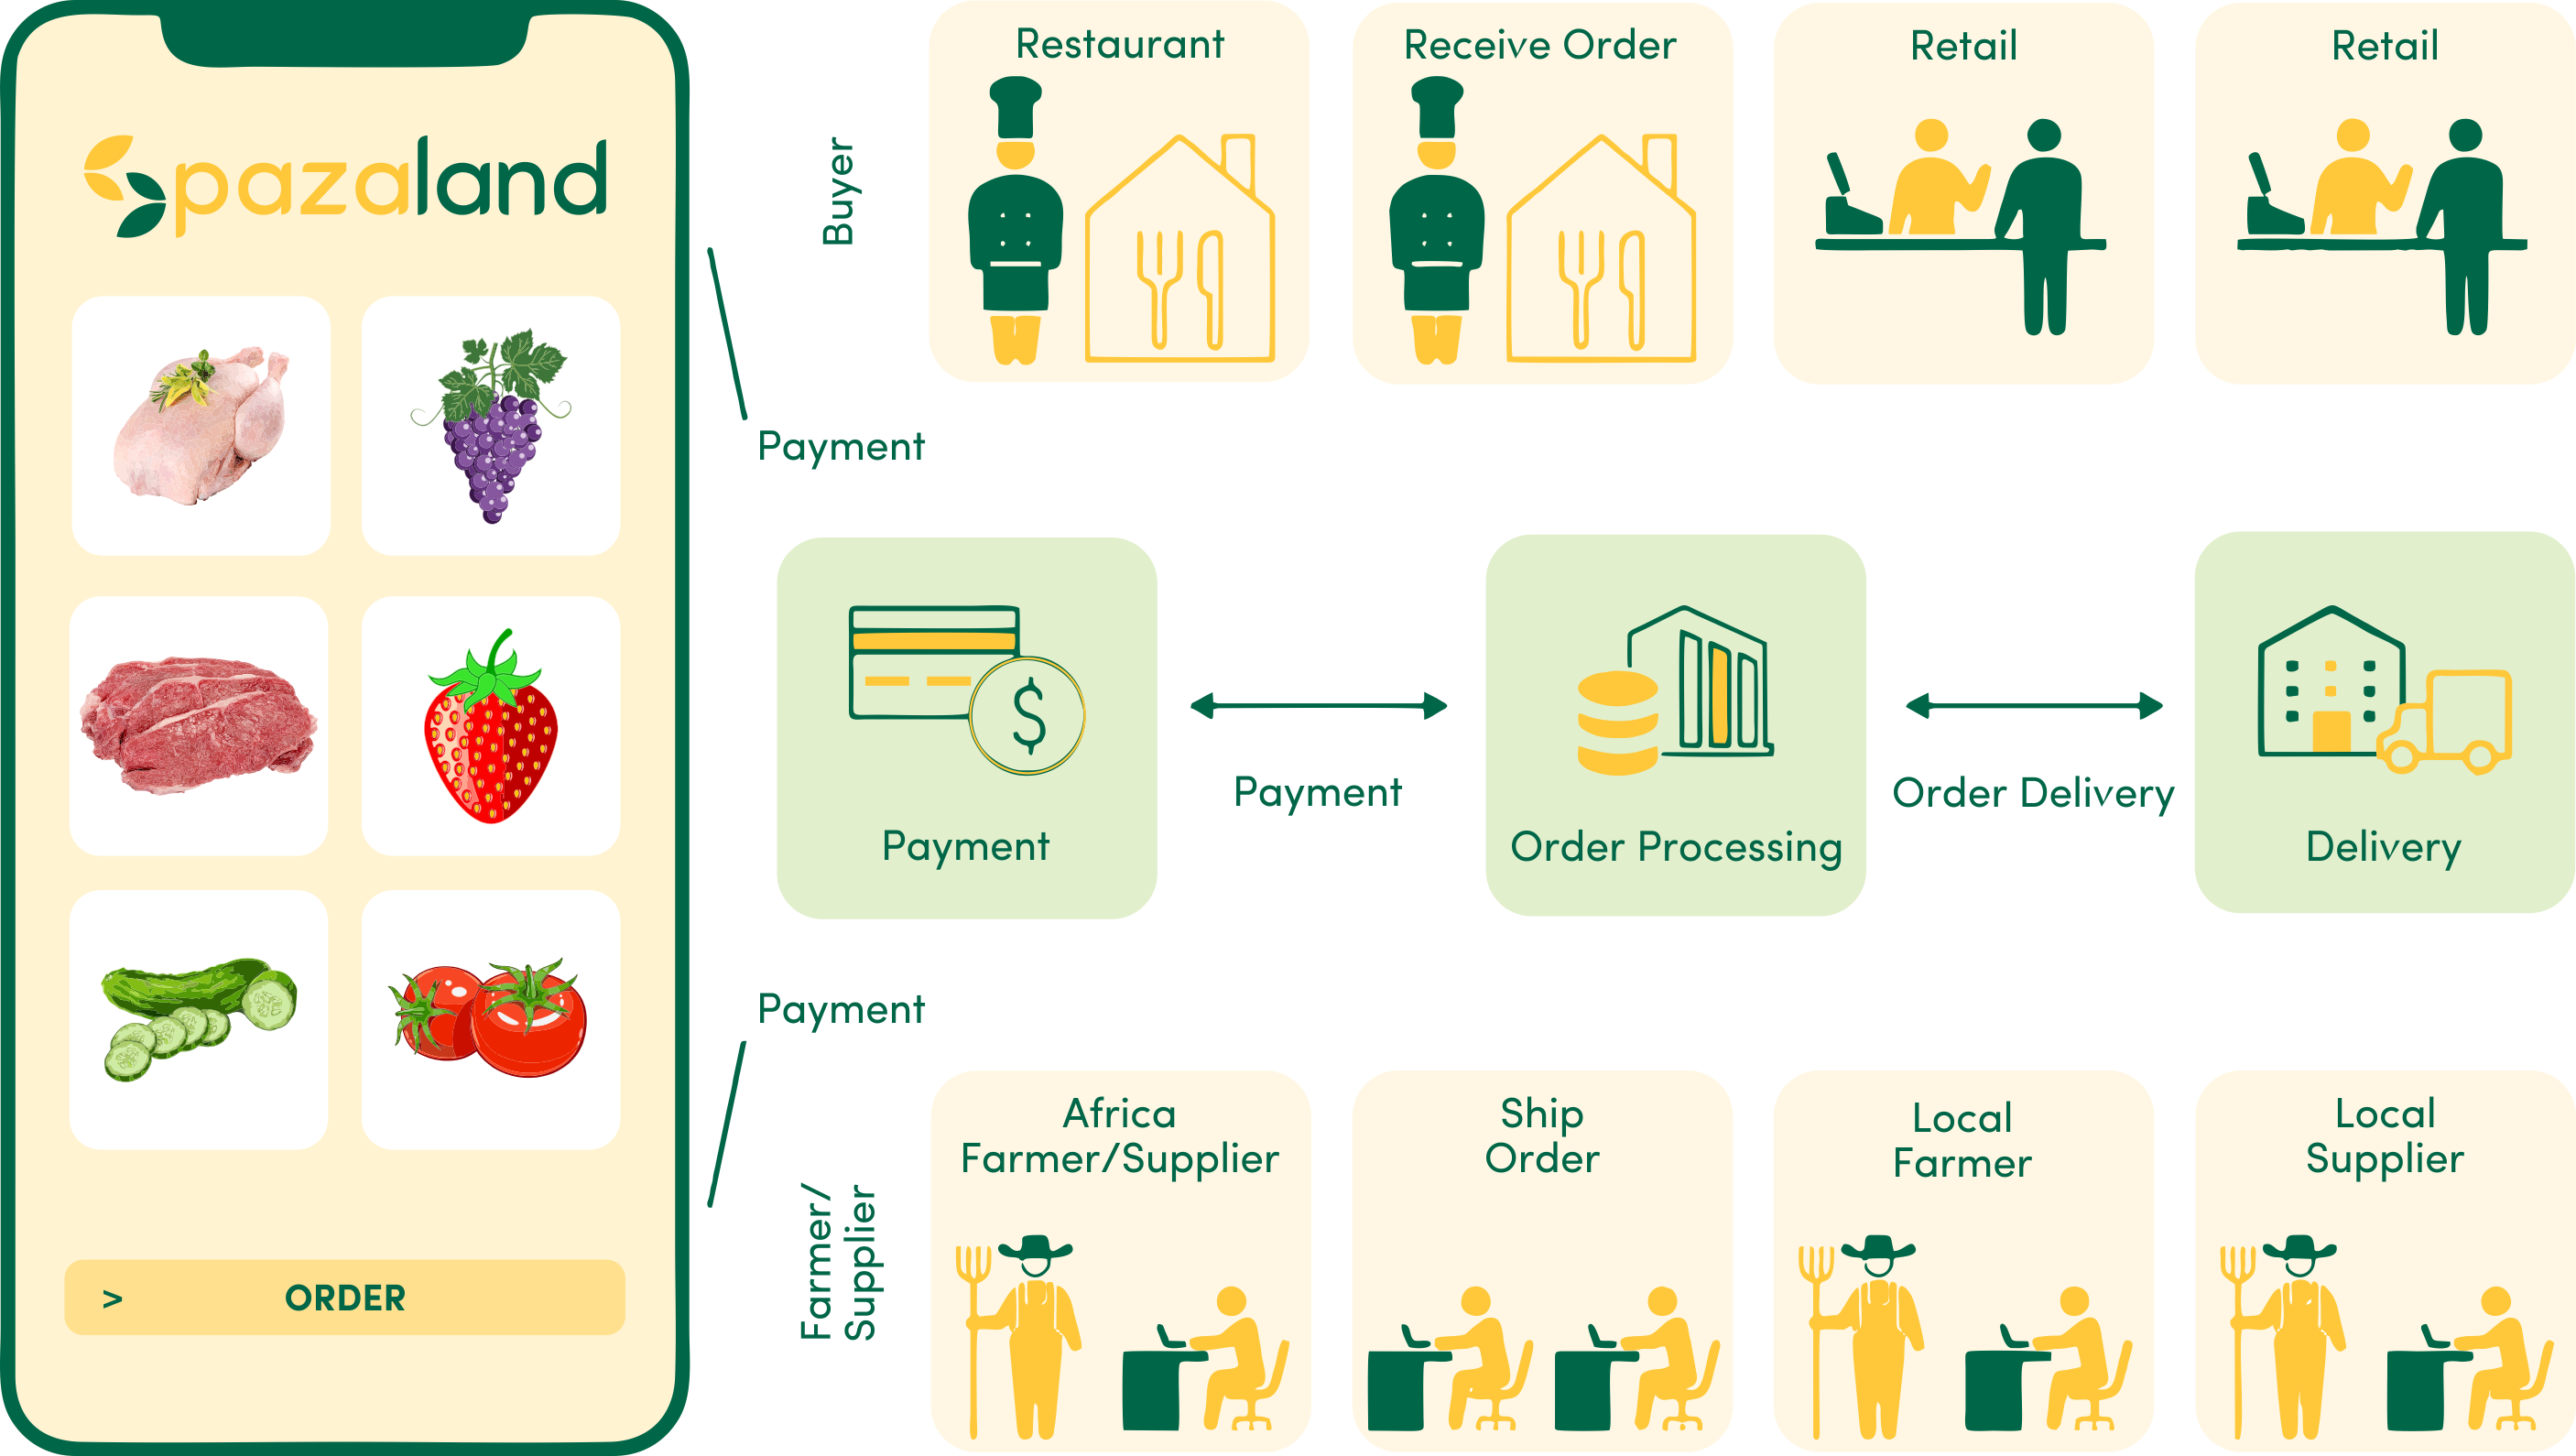 pazaland
> ORDER
Buyer
Restaurant
Receive Order
Retail
Retail
Payment
Payment
Payment
Order Processing
Order Delivery
Delivery
Payment
Farmer/
Supplier
Africa
Farmer/Supplier
Ship
Order
Local
Farmer
Local
Supplier
$